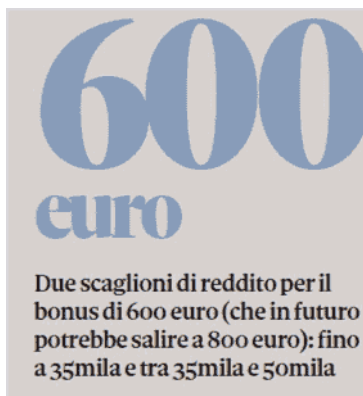 600
euro
Due scaglioni di reddito per il
bonus di 600 euro (che in futuro
potrebbe salire a 800 euro): fino
a 35mila e tra 35mila e 50mila